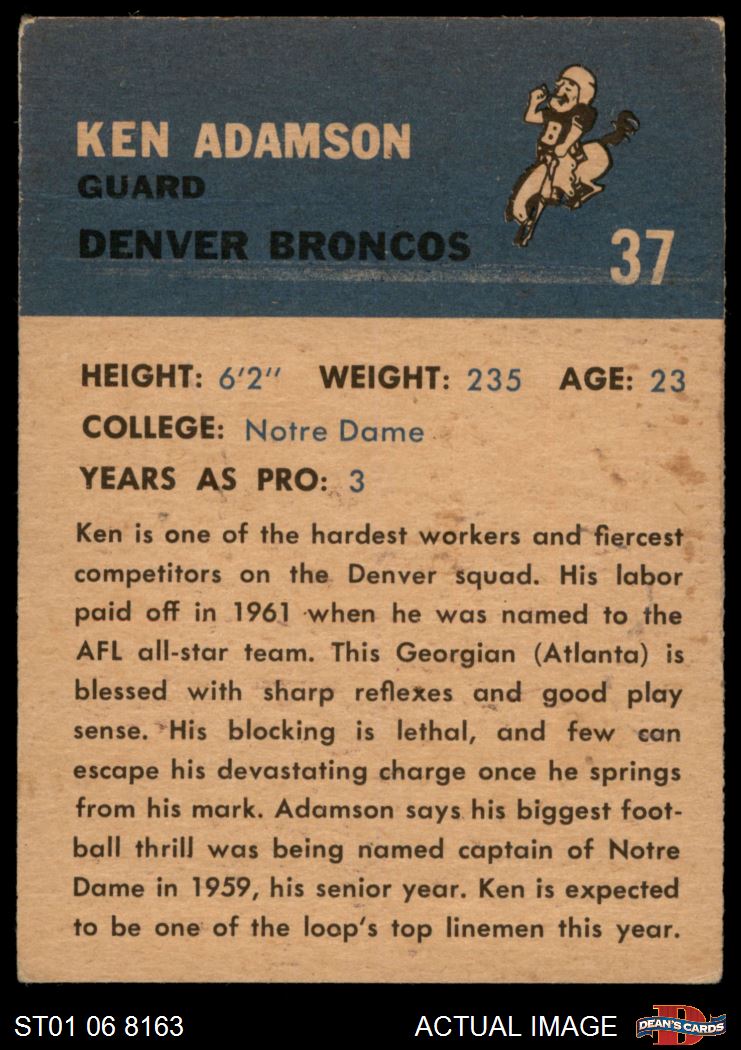 KEN ADAMSON
GUARD
DENVER BRONCOS
37
HEIGHT: 6'2" WEIGHT: 235 AGE: 23
COLLEGE: Notre Dame
YEARS AS PRO: 3
Ken is one of the hardest workers and fiercest
competitors on the Denver squad. His labor
paid off in 1961 when he was named to the
AFL all-star team. This Georgian (Atlanta) is
blessed with sharp reflexes and good play
sense. His blocking is lethal, and few can
escape his devastating charge once he springs
from his mark. Adamson says his biggest foot-
ball thrill was being named captain of Notre
Dame in 1959, his senior year. Ken is expected
to be one of the loop's top linemen this year.
ST01 06 8163 ACTUAL IMAGE DEAN'S CARDS